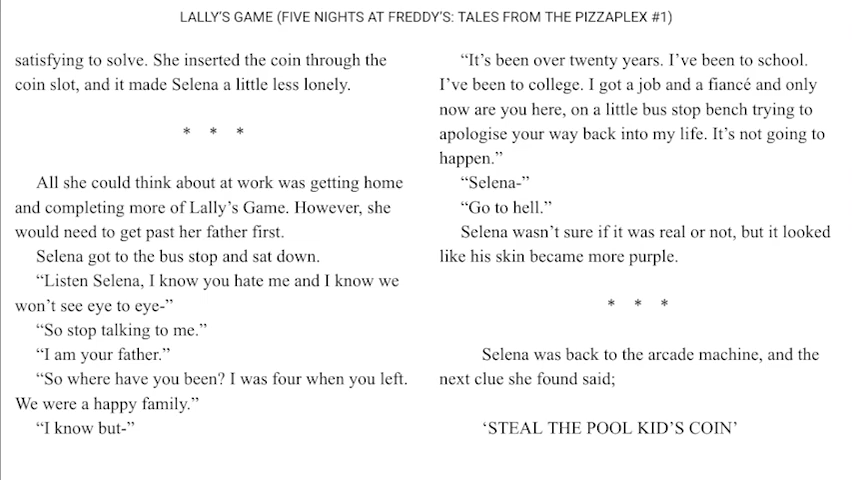 LALLY'S GAME (FIVE NIGHTS AT FREDDY'S: TALES FROM THE PIZZAPLEX #1)
satisfying to solve. She inserted the coin through the
coin slot, and it made Selena a little less lonely.
* * *
All she could think about at work was getting home
and completing more of Lally's Game. However, she
would need to get past her father first.
Selena got to the bus stop and sat down.
“Listen Selena, I know you hate me and I know we
won't see eye to eye-”
“So stop talking to me.”
“I am your father.”
“So where have you been? I was four when you left.
We were a happy family.”
“I know but-”
“It's been over twenty years. I've been to school.
I've been to college. I got a job and a fiancé and only
now are you here, on a little bus stop bench trying to
apologise your way back into my life. It's not going to
happen.”
“Selena-”
“Go to hell.”
Selena wasn't sure if it was real or not, but it looked
like his skin became more purple.
* * *
Selena was back to the arcade machine, and the
next clue she found said;
‘STEAL THE POOL KID'S COIN’